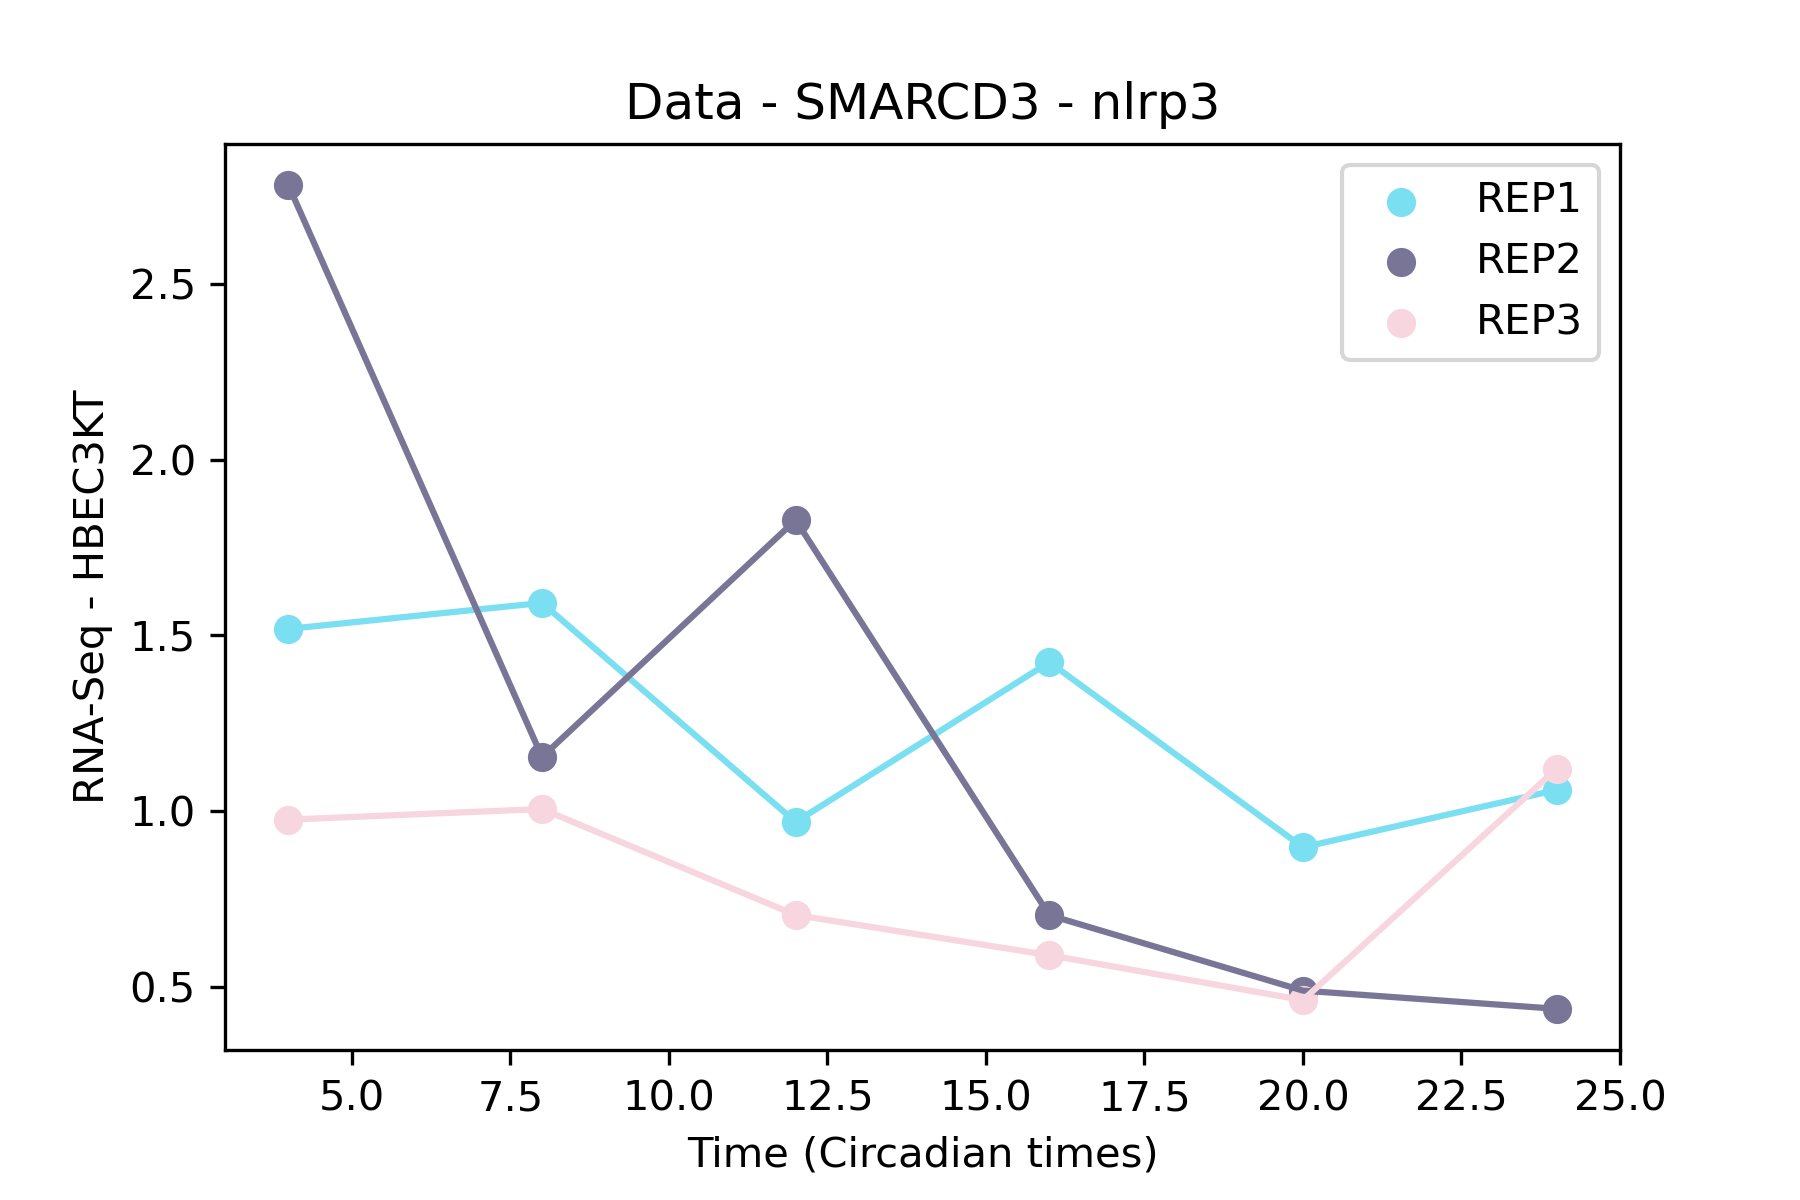 Data - SMARCD3 - nlrp3
REP1
REP2
REP3
RNA-Seq - HBEC3KT
2.5
2.0
1.5
1.0
0.5
5.0 7.5 10.0 12.5 15.0 17.5 20.0 22.5 25.0
Time (Circadian times)